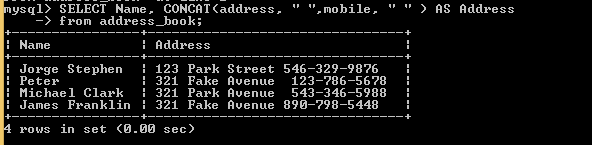 mysql> SELECT Name, CONCAT(address, " ",mobile, " " ) AS Address
    -> from address_book;
+----------------+--------------------------------+
| Name           | Address                        |
+----------------+--------------------------------+
| Jorge Stephen  | 123 Park Street 546-329-9876   |
| Peter          | 321 Fake Avenue  123-786-5678  |
| Michael Clark  | 321 Park Avenue  543-346-5988  |
| James Franklin | 321 Fake Avenue 890-798-5448   |
+----------------+--------------------------------+
4 rows in set (0.00 sec)